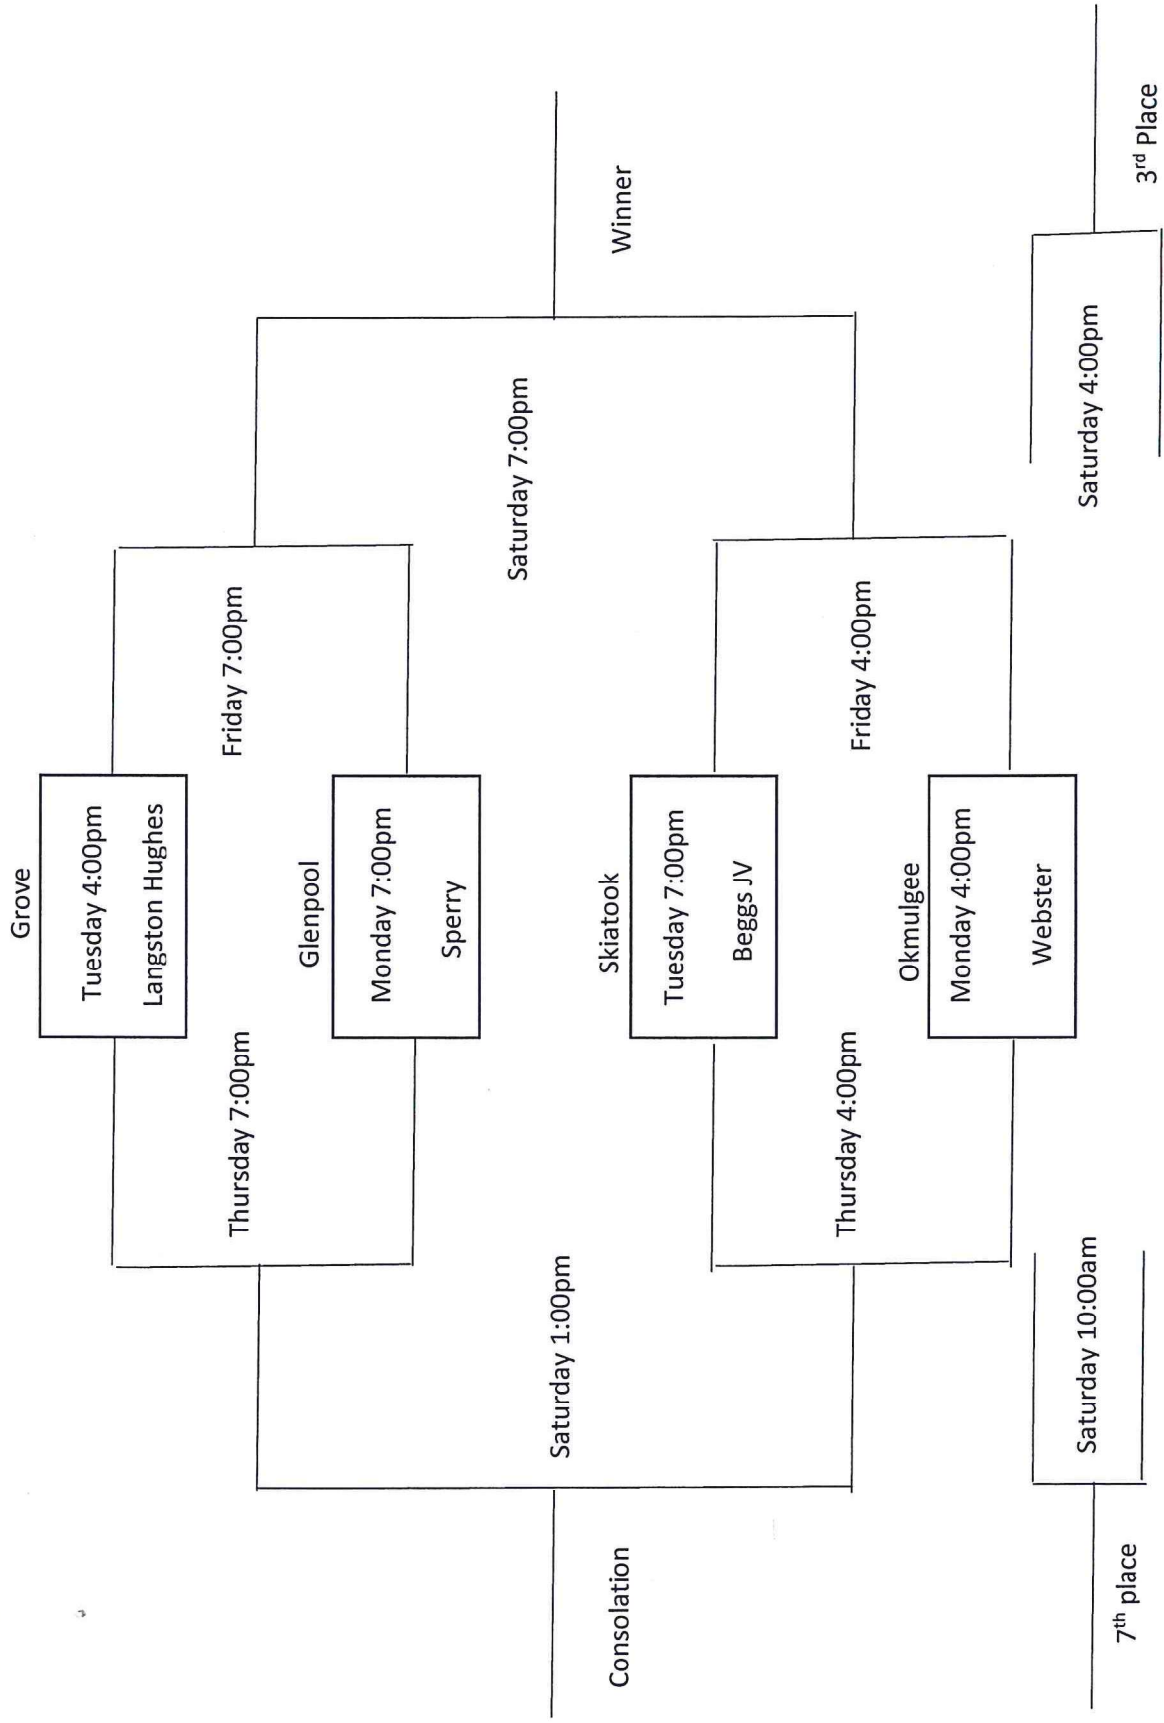 Grove
Tuesday 4:00pm
Langston Hughes
Thursday 7:00pm
Friday 7:00pm
Glenpool
Monday 7:00pm
Sperry
Saturday 7:00pm
Saturday 1:00pm
Skiatook
Consolation
Winner
Tuesday 7:00pm
Beggs JV
Thursday 4:00pm
Friday 4:00pm
Okmulgee
Monday 4:00pm
Webster
Saturday 10:00am
Saturday 4:00pm
7th place
3rd Place